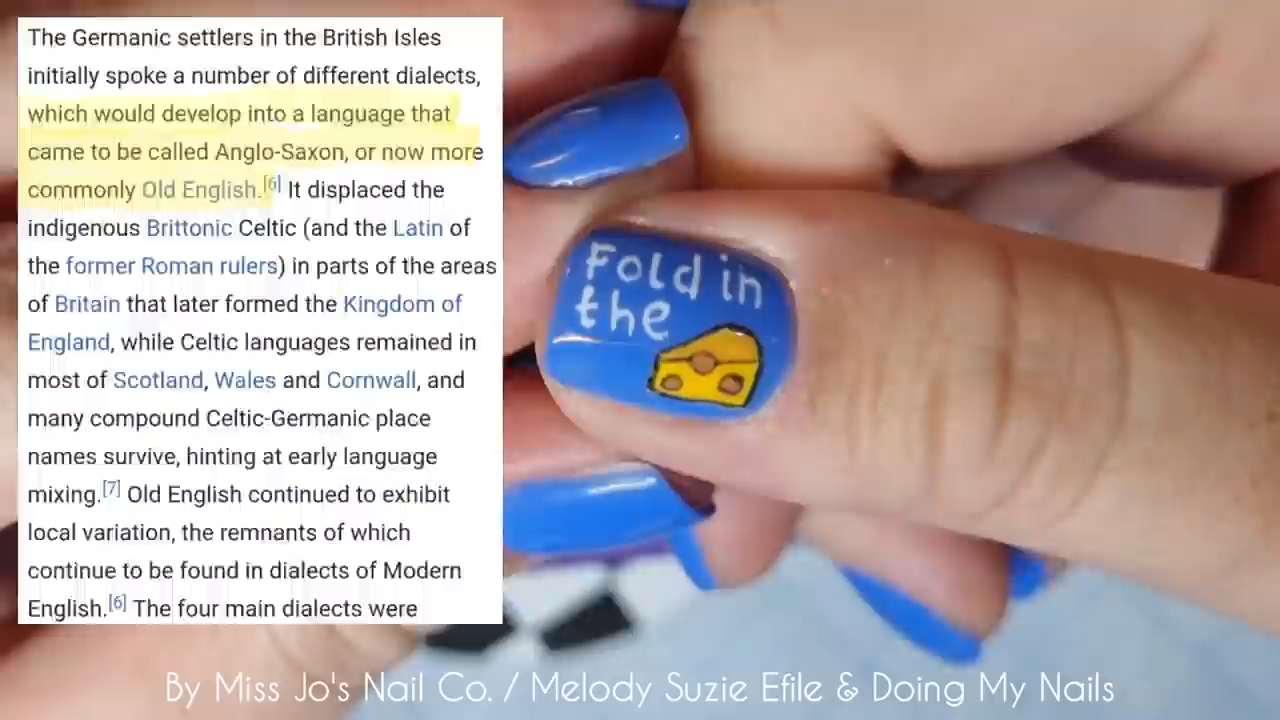 The Germanic settlers in the British Isles
initially spoke a number of different dialects,
which would develop into a language that
came to be called Anglo-Saxon, or now more
commonly Old English.[6] It displaced the
indigenous Brittonic Celtic (and the Latin of
the former Roman rulers) in parts of the areas
of Britain that later formed the Kingdom of
England, while Celtic languages remained in
most of Scotland, Wales and Cornwall, and
many compound Celtic-Germanic place
names survive, hinting at early language
mixing.[7] Old English continued to exhibit
local variation, the remnants of which
continue to be found in dialects of Modern
English.[6] The four main dialects were
Fold in
the
By Miss Jo's Nail Co. / Melody Suzie Efile & Doing My Nails